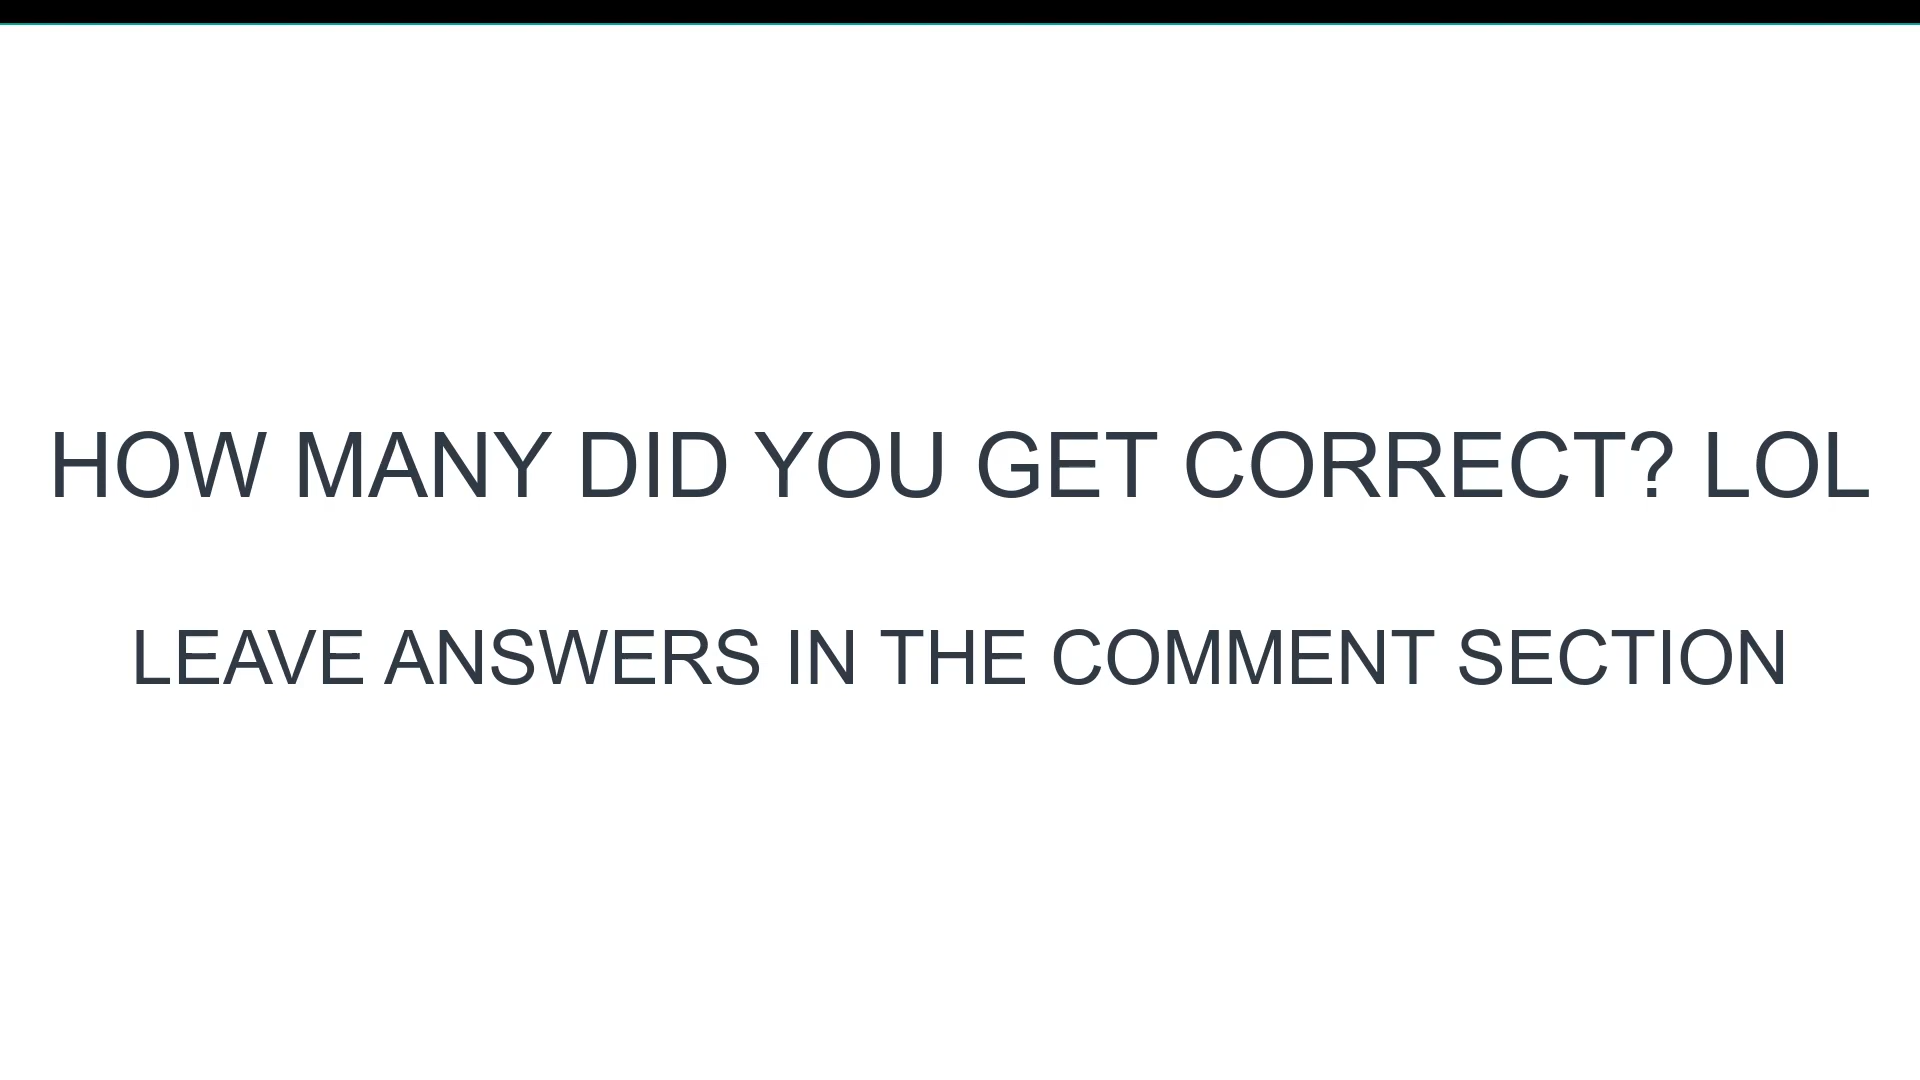 HOW MANY DID YOU GET CORRECT? LOL
LEAVE ANSWERS IN THE COMMENT SECTION